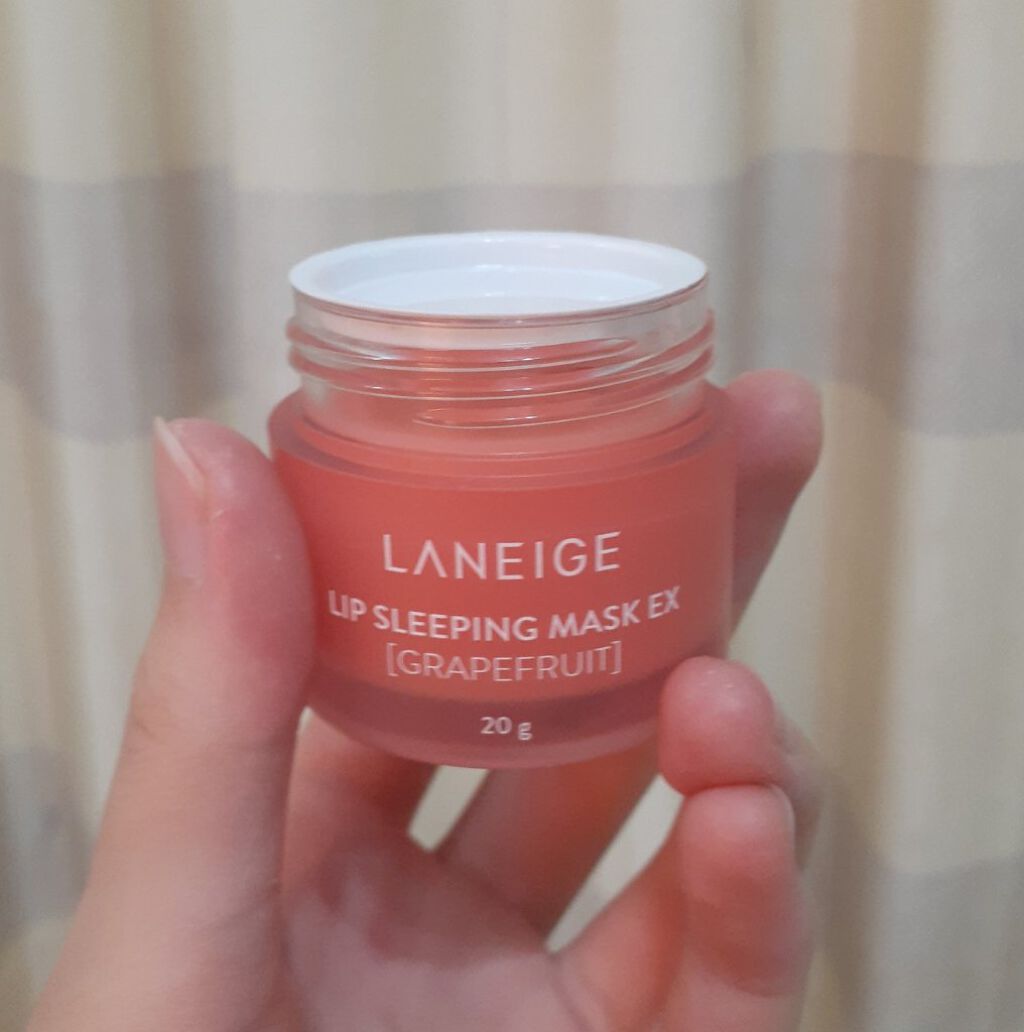 LANEIGE
LIP SLEEPING MASK EX
[GRAPEFRUIT]
20 g